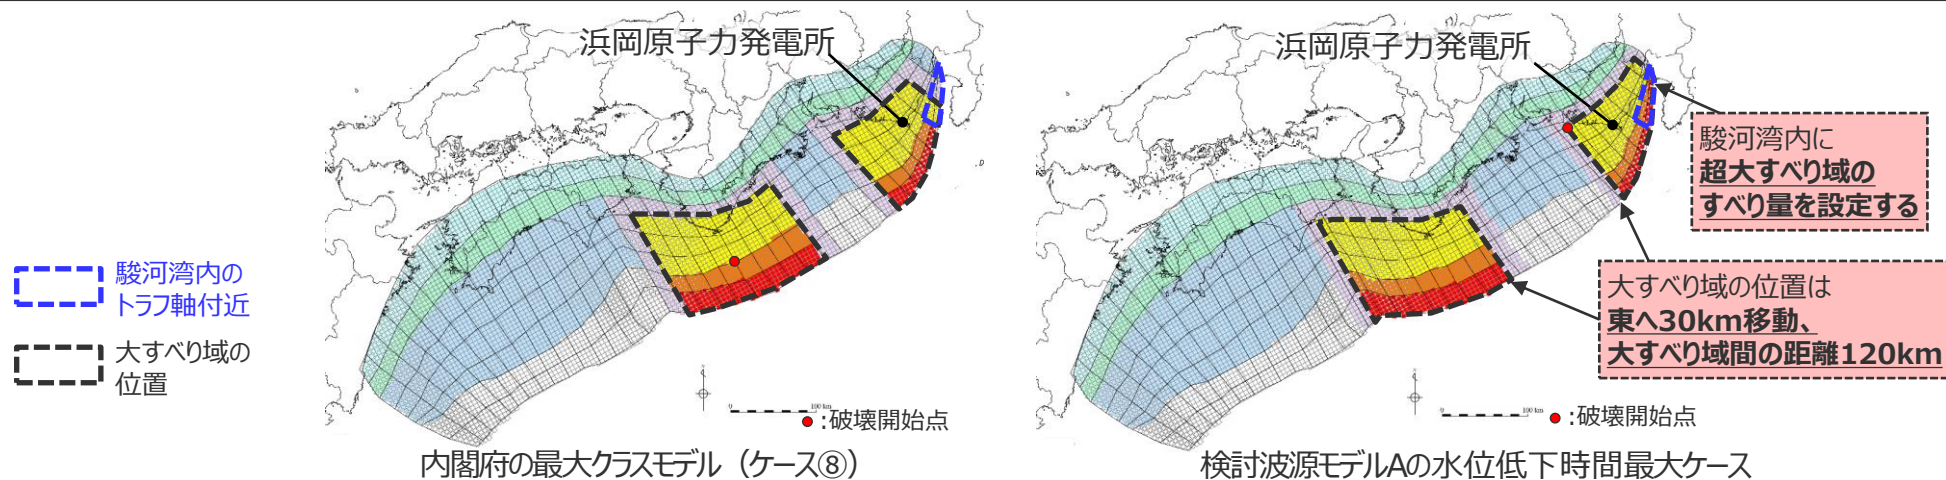 浜岡原子力発電所
駿河湾内の
トラフ軸付近
大すべり域の
位置
0 100 km
●:破壊開始点
内閣府の最大クラスモデル（ケース⑧）
浜岡原子力発電所
駿河湾内に
超大すべり域の
すべり量を設定する
大すべり域の位置は
東へ30km移動、
大すべり域間の距離120km
0 100 km
●:破壊開始点
検討波源モデルAの水位低下時間最大ケース